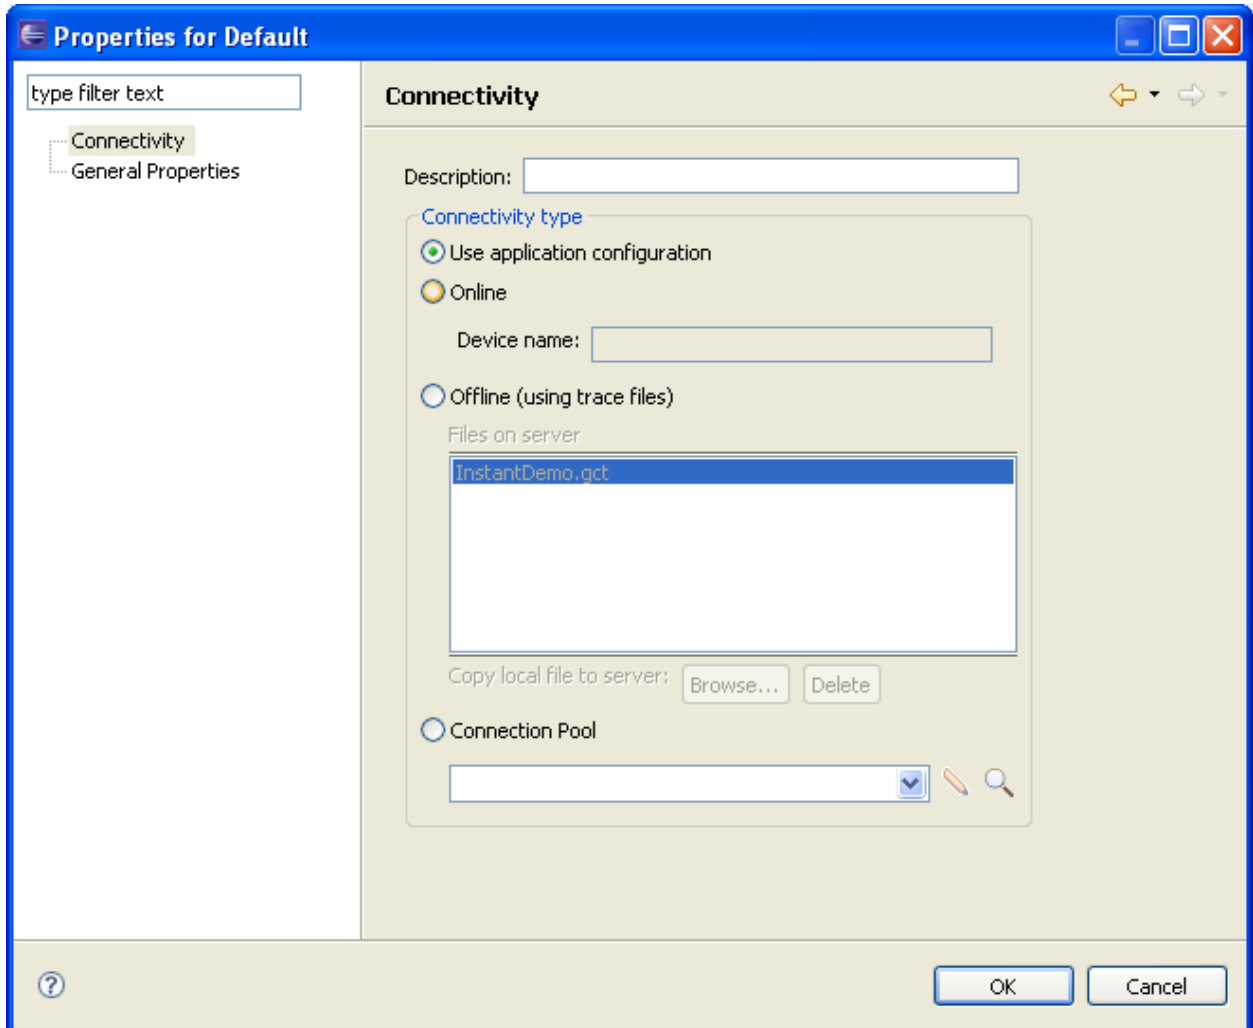 Properties for Default
type filter text
Connectivity
General Properties
Connectivity
Description:
Connectivity type
Use application configuration
Online
Device name:
Offline (using trace files)
Files on server
InstantDemo.gct
Copy local file to server: Browse... Delete
Connection Pool
OK Cancel